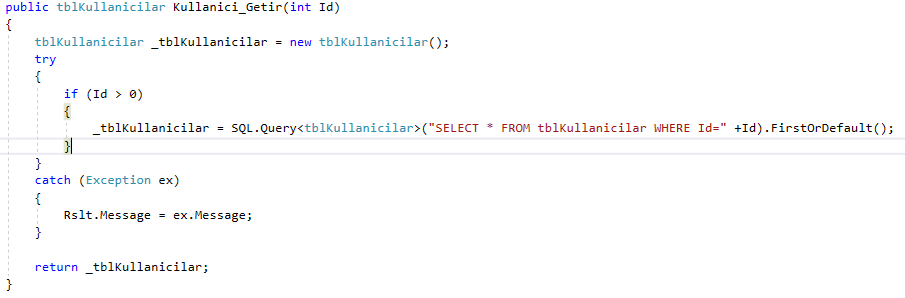 public tblKullanicilar Kullanici_Getir(int Id)
{
tblKullanicilar _tblKullanicilar = new tblKullanicilar();
try
{
if (Id > 0)
{
_tblKullanicilar = SQL.Query<tblKullanicilar>("SELECT * FROM tblKullanicilar WHERE Id=" +Id).FirstOrDefault();
}
}
catch (Exception ex)
{
Rslt.Message = ex.Message;
}
return _tblKullanicilar;
}